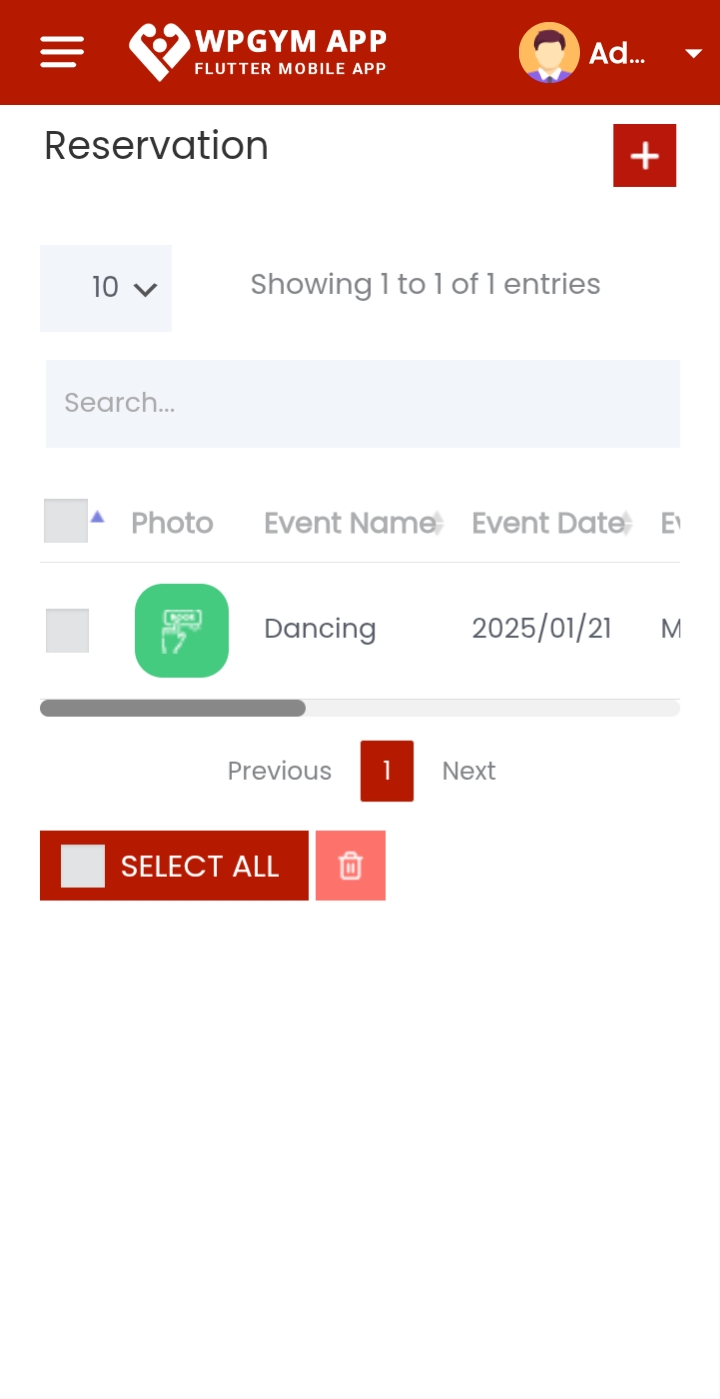 WPGYM APP
FLUTTER MOBILE APP
Ad...
Reservation
10
Showing 1 to 1 of 1 entries
Search...
Photo Event Name Event Date
BOOK
Dancing 2025/01/21 M
Previous 1 Next
SELECT ALL